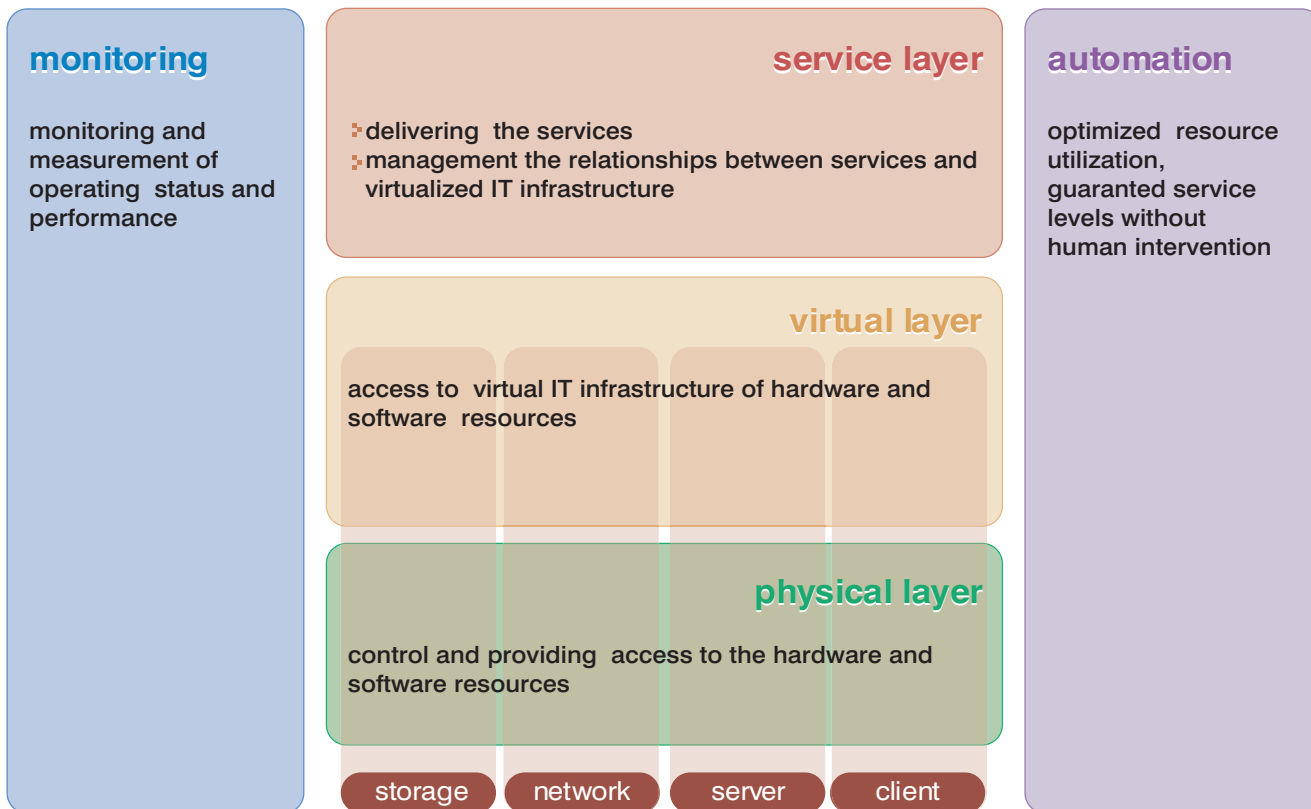 monitoring
monitoring and
measurement of
operating status and
performance
service layer
delivering the services
management the relationships between services and
virtualized IT infrastructure
virtual layer
access to virtual IT infrastructure of hardware and
software resources
physical layer
control and providing access to the hardware and
software resources
storage
network
server
client
automation
optimized resource
utilization,
guaranted service
levels without
human intervention